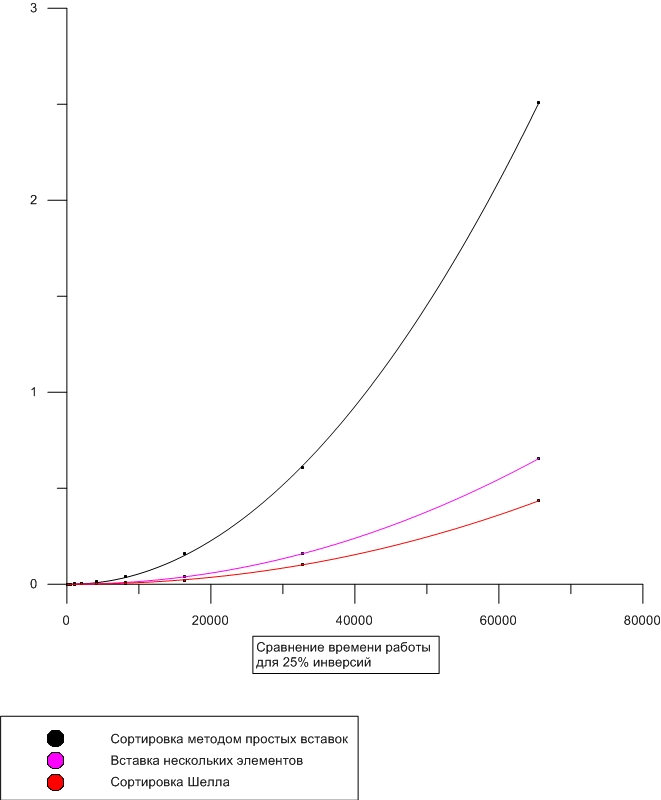 3
2
1
0
0 20000 40000 60000 80000
Сравнение времени работы
для 25% инверсий
Сортировка методом простых вставок
Вставка нескольких элементов
Сортировка Шелла